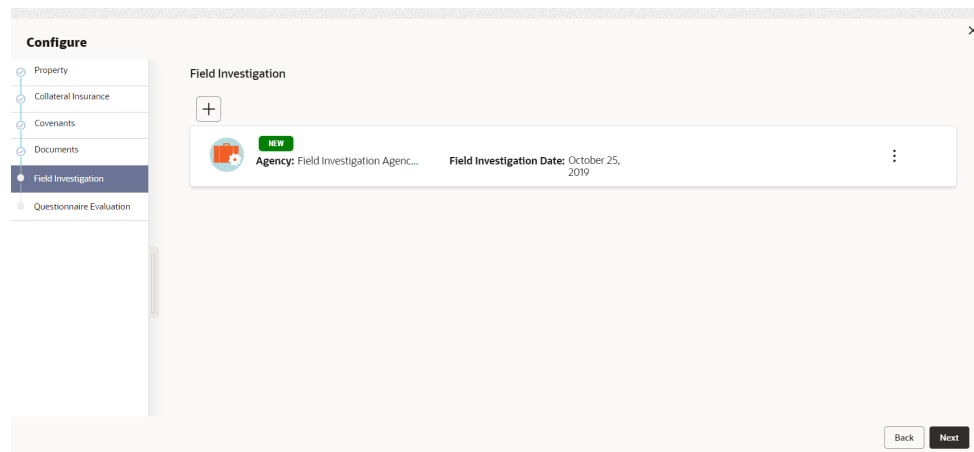 Configure
Property
Collateral Insurance
Covenants
Documents
Field Investigation
Questionnaire Evaluation
Field Investigation
NEW
Agency: Field Investigation Agenc... Field Investigation Date: October 25,
2019
Back Next